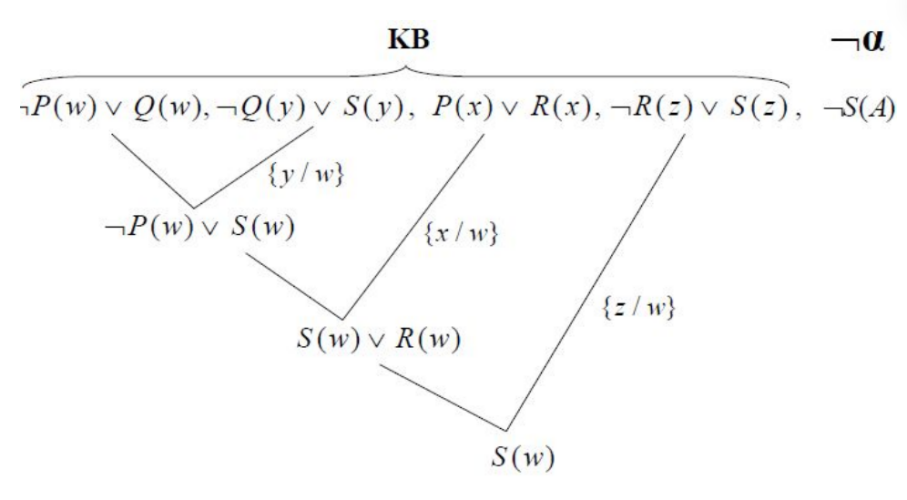 KB ¬α
¬P(w) ∨ Q(w), ¬Q(y) ∨ S(y), P(x) ∨ R(x), ¬R(z) ∨ S(z), ¬S(A)
{y / w}
¬P(w) ∨ S(w)
{x / w}
{z / w}
S(w) ∨ R(w)
S(w)